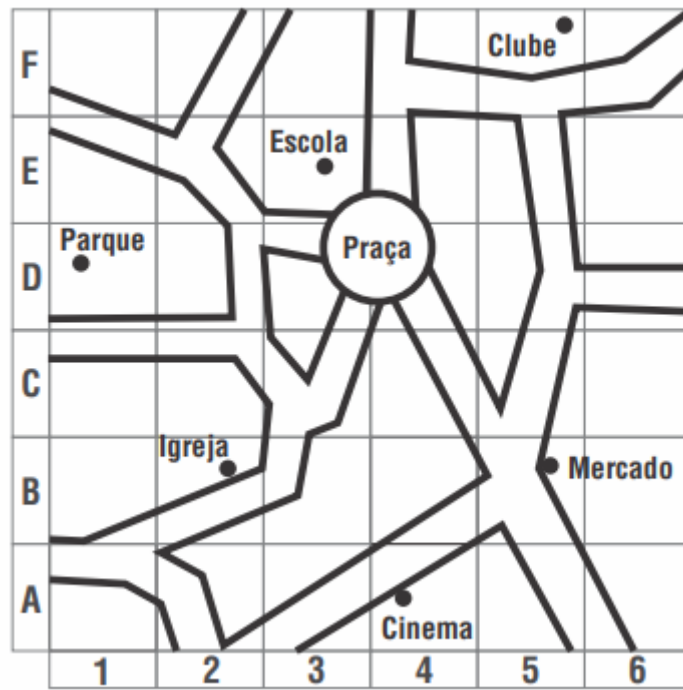 F
Clube
Escola
E
Parque
Praça
D
C
Igreja
B
Mercado
A
Cinema
1 2 3 4 5 6